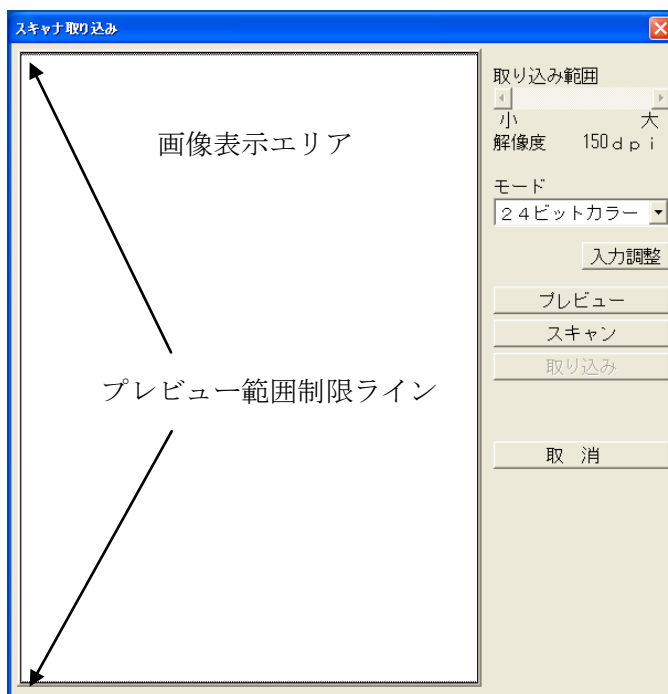 スキャナ取り込み
画像表示エリア
プレビュー範囲制限ライン
取り込み範囲
小 大
解像度 150dpi
モード
24ビットカラー
入力調整
プレビュー
スキャン
取り込み
取 消